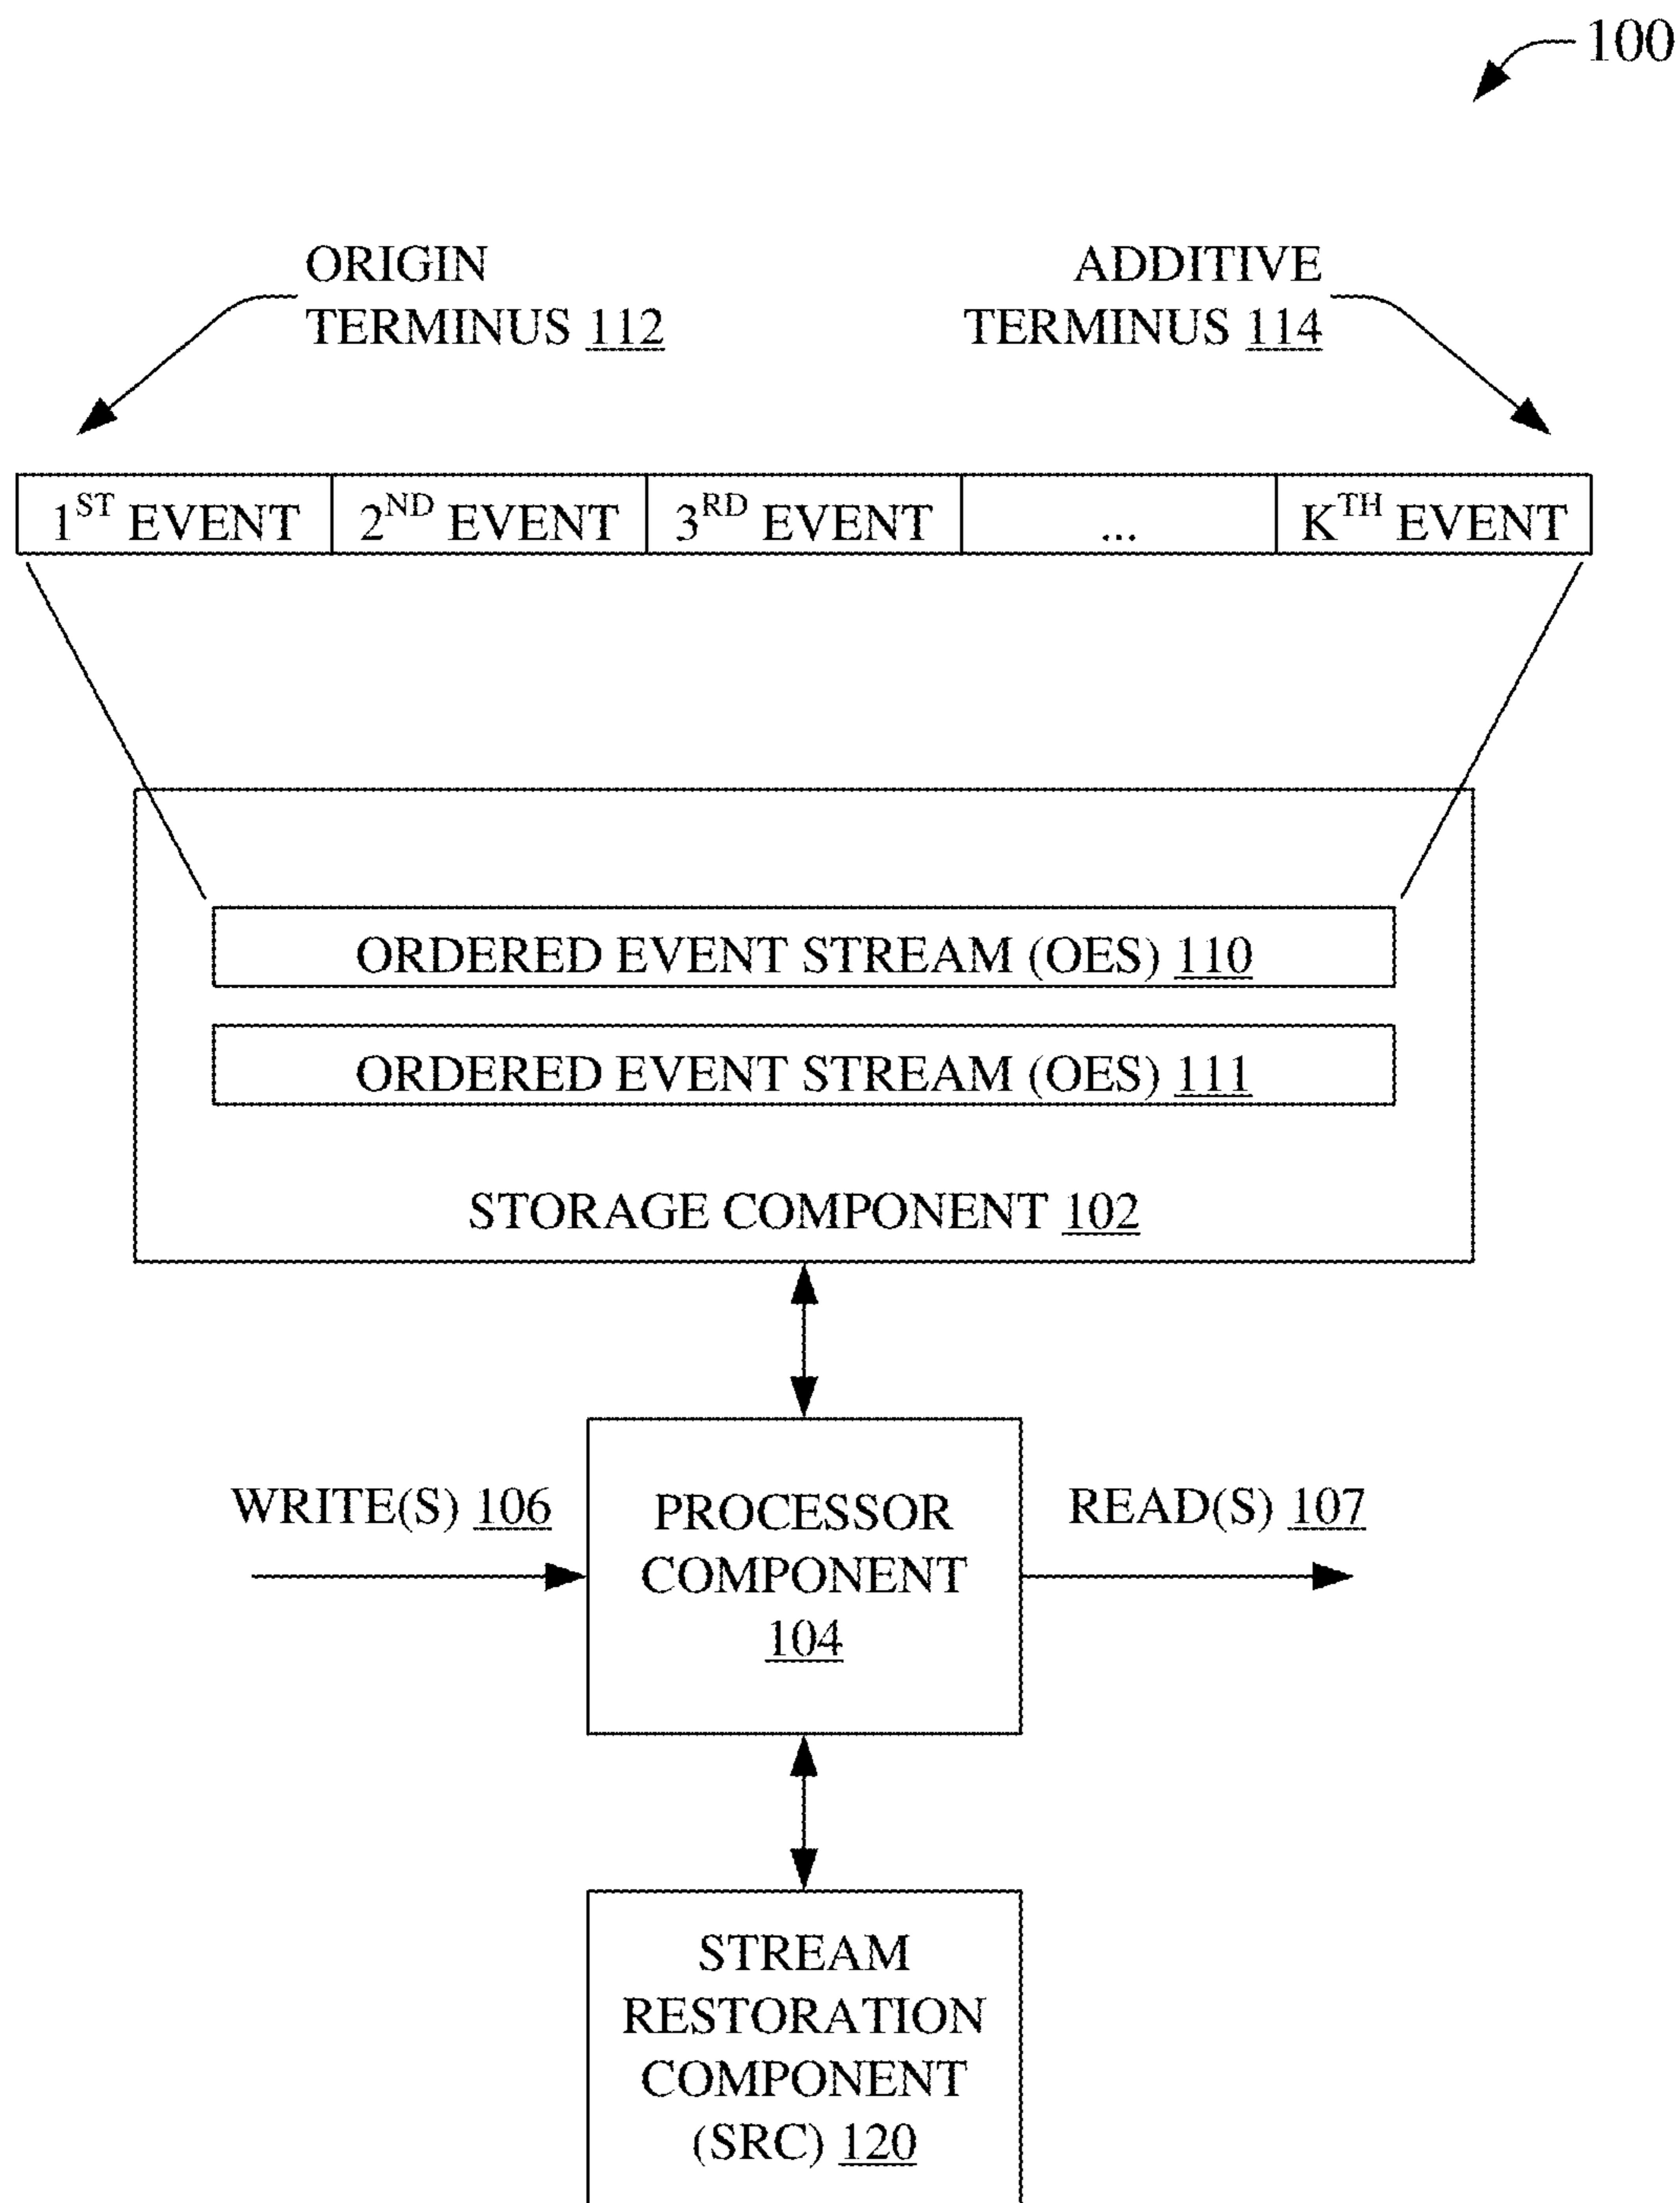 100
ORIGIN
TERMINUS 112
ADDITIVE
TERMINUS 114
1ST EVENT
2ND EVENT
3RD EVENT
...
KTH EVENT
ORDERED EVENT STREAM (OES) 110
ORDERED EVENT STREAM (OES) 111
STORAGE COMPONENT 102
WRITE(S) 106
PROCESSOR
COMPONENT
104
READ(S) 107
STREAM
RESTORATION
COMPONENT
(SRC) 120